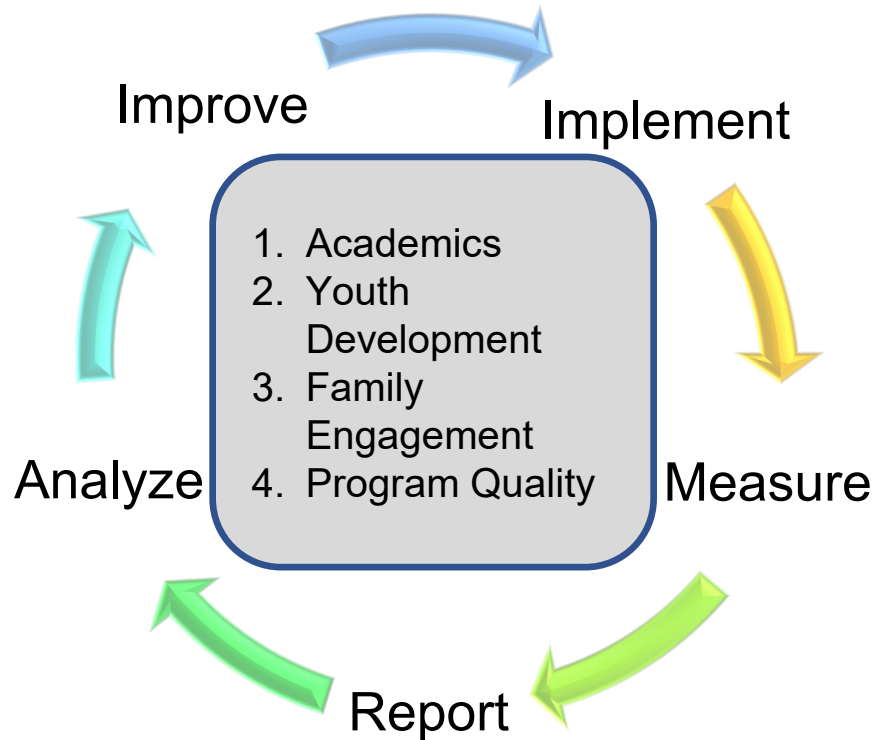 Improve
Implement
1. Academics
2. Youth
Development
3. Family
Engagement
4. Program Quality
Analyze
Measure
Report